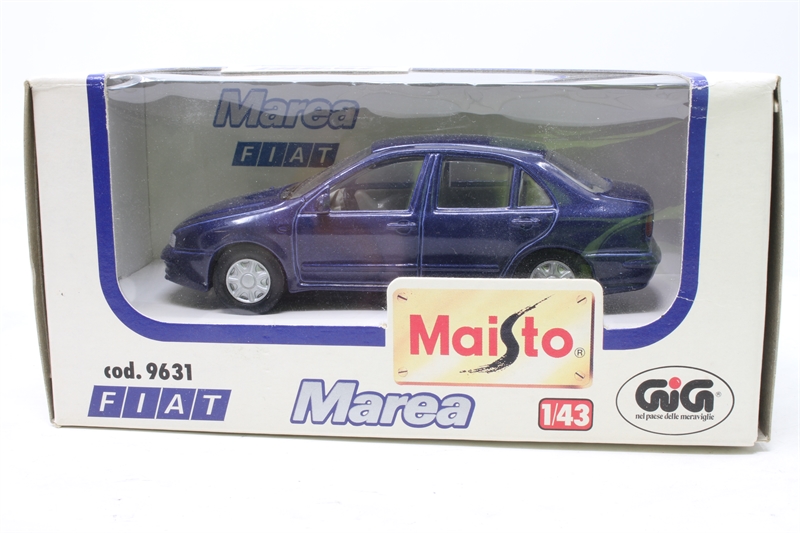 Marea
FIAT
MaiSto®
cod. 9631
FIAT
Marea
1/43
GiG®
nel paese delle meraviglie